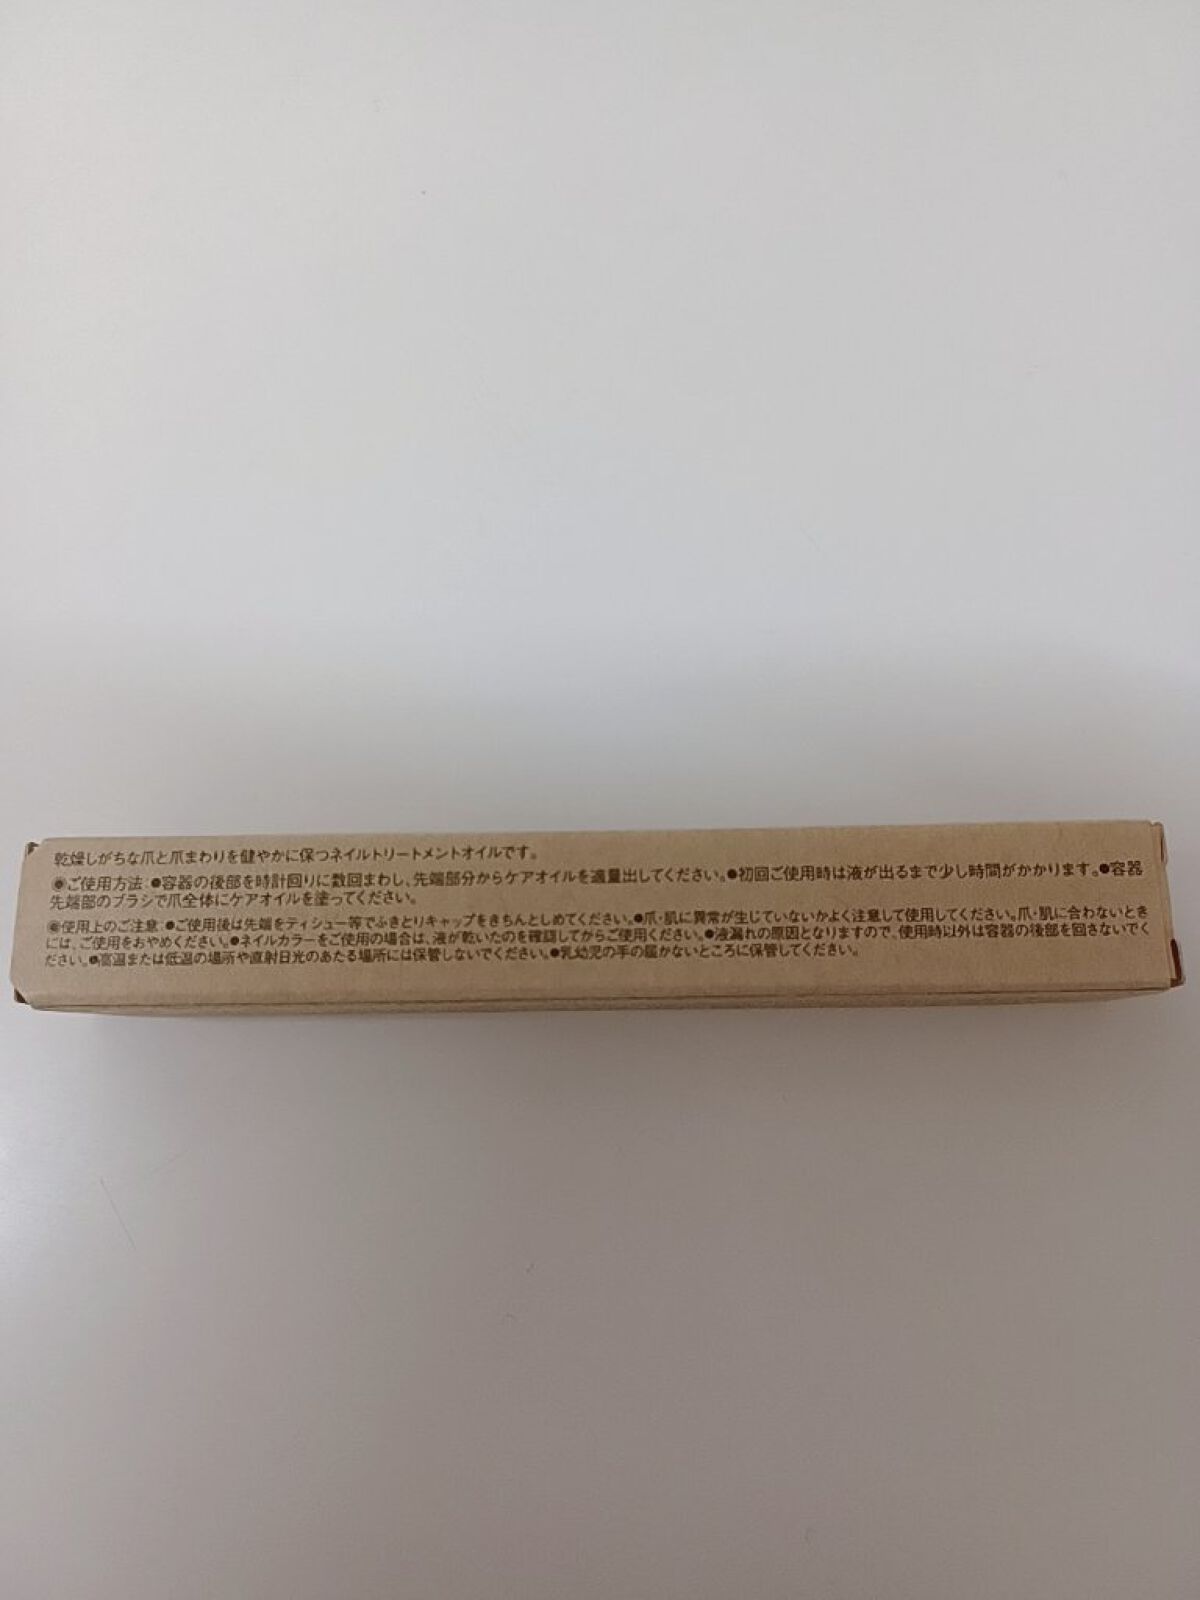 乾燥しがちな爪と爪まわりを健やかに保つネイルトリートメントオイルです。
◉ご使用方法:●容器の後部を時計回りに数回まわし、先端部分からケアオイルを適量出してください。●初回ご使用時は液が出るまで少し時間がかかります。●容器
先端部のブラシで爪全体にケアオイルを塗ってください。
◉使用上のご注意:●ご使用後は先端をティシュー等でふきとりキャップをきちんとしめてください。●爪・肌に異常が生じていないかよく注意して使用してください。爪・肌に合わないとき
には、ご使用をおやめください。●ネイルカラーをご使用の場合は、液が乾いたのを確認してからご使用ください。●液漏れの原因となりますので、使用時以外は容器の後部を回さないでく
ださい。●高温または低温の場所や直射日光のあたる場所には保管しないでください。●乳幼児の手の届かないところに保管してください。